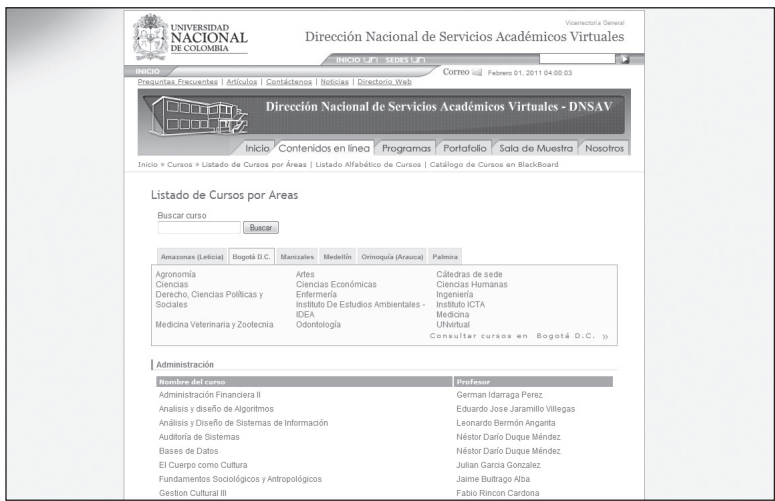 UNIVERSIDAD
NACIONAL
DE COLOMBIA
Vicerrectoría General
Dirección Nacional de Servicios Académicos Virtuales
INICIO SEDES
INICIO
Correo Febrero 01, 2011 04:00:03
Preguntas Frecuentes | Artículos | Contáctenos | Noticias | Directorio Web
Dirección Nacional de Servicios Académicos Virtuales - DNSAV
Inicio Contenidos en línea Programas Portafolio Sala de Muestra Nosotros
Inicio » Cursos » Listado de Cursos por Áreas | Listado Alfabético de Cursos | Catálogo de Cursos en BlackBoard
Listado de Cursos por Areas
Buscar curso
Buscar
Amazonas (Leticia) Bogotá D.C. Manizales Medellín Orinoquía (Arauca) Palmira
Agronomía Artes Cátedras de sede
Ciencias Ciencias Económicas Ciencias Humanas
Derecho, Ciencias Políticas y Enfermería Ingeniería
Sociales Instituto De Estudios Ambientales - Instituto ICTA
IDEA Medicina
Medicina Veterinaria y Zootecnia Odontología UNvirtual
Consultar cursos en Bogotá D.C. »
Administración
Nombre del curso Profesor
Administración Financiera II German Idarraga Perez
Analisis y diseño de Algoritmos Eduardo Jose Jaramillo Villegas
Análisis y Diseño de Sistemas de Información Leonardo Bermón Angarita
Auditoría de Sistemas Néstor Darío Duque Méndez
Bases de Datos Néstor Darío Duque Méndez
El Cuerpo como Cultura Julian Garcia Gonzalez
Fundamentos Sociológicos y Antropológicos Jaime Buitrago Alba
Gestion Cultural III Fabio Rincon Cardona